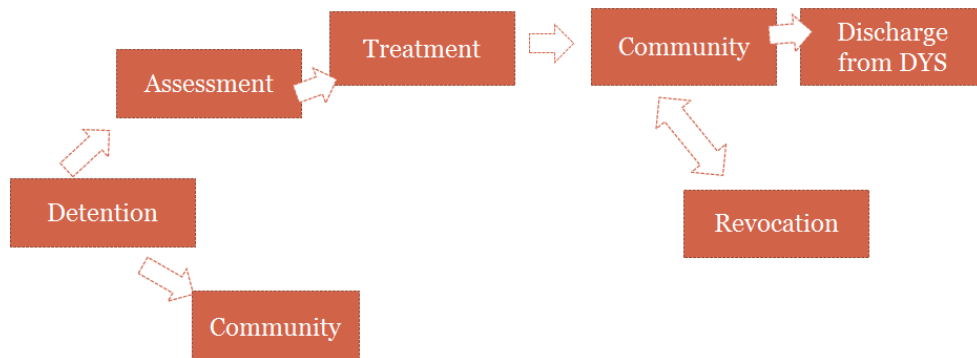 Treatment
Community
Discharge
from DYS
Assessment
Detention
Revocation
Community